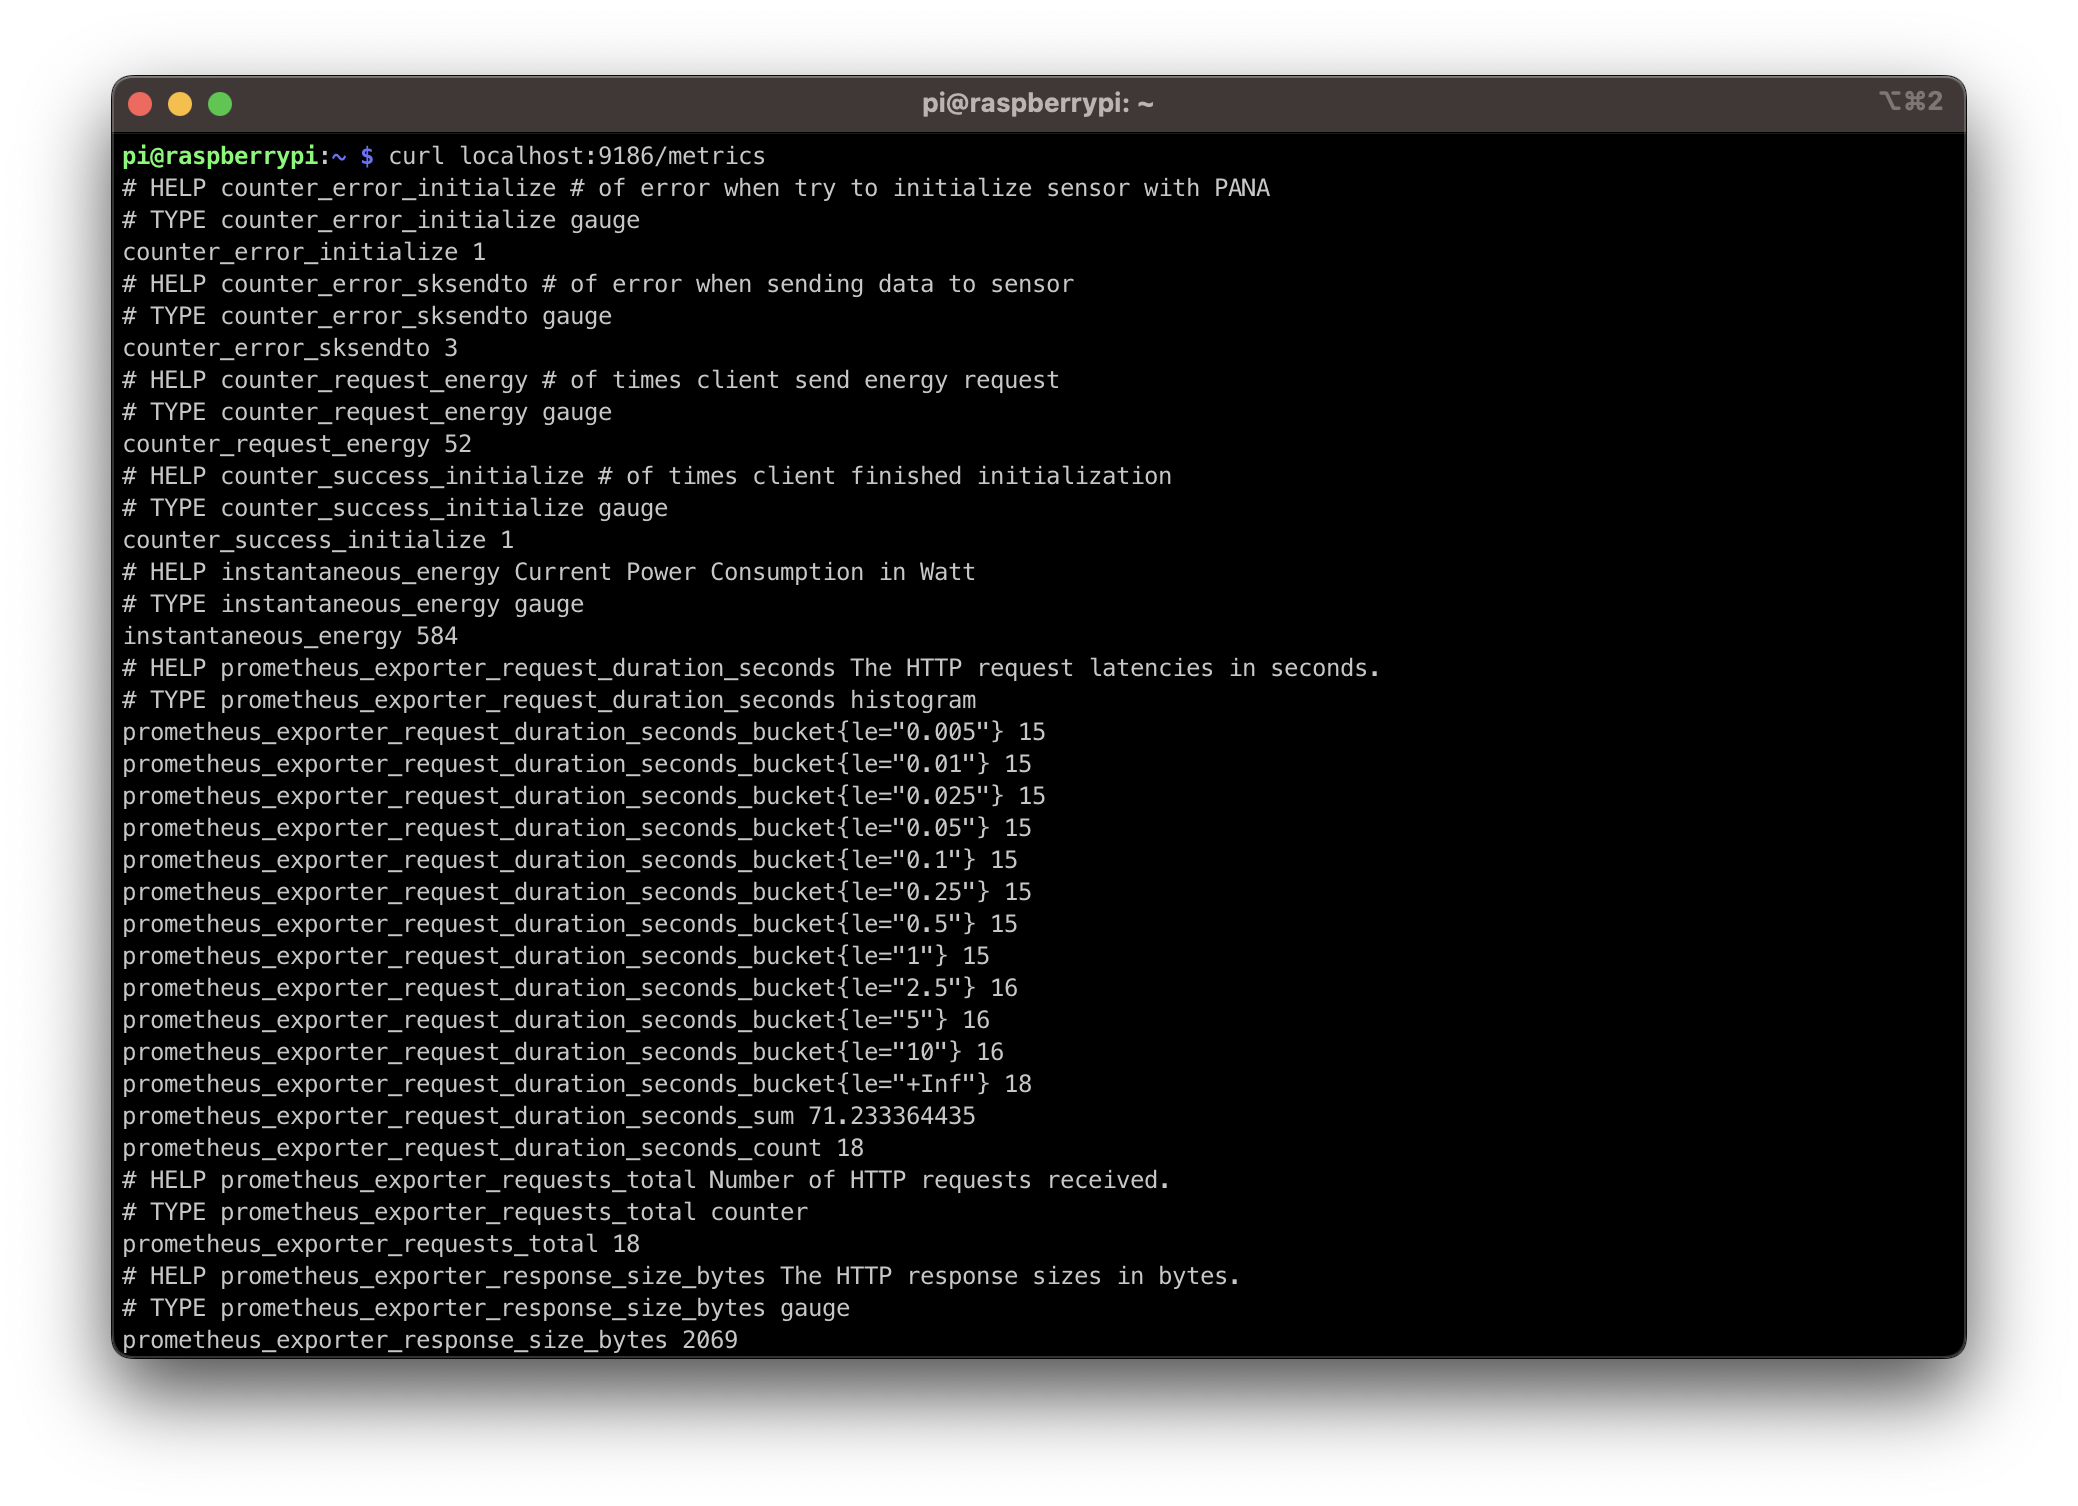 pi@raspberrypi: ~
⌥⌘2
pi@raspberrypi:~ $ curl localhost:9186/metrics
# HELP counter_error_initialize # of error when try to initialize sensor with PANA
# TYPE counter_error_initialize gauge
counter_error_initialize 1
# HELP counter_error_sksendto # of error when sending data to sensor
# TYPE counter_error_sksendto gauge
counter_error_sksendto 3
# HELP counter_request_energy # of times client send energy request
# TYPE counter_request_energy gauge
counter_request_energy 52
# HELP counter_success_initialize # of times client finished initialization
# TYPE counter_success_initialize gauge
counter_success_initialize 1
# HELP instantaneous_energy Current Power Consumption in Watt
# TYPE instantaneous_energy gauge
instantaneous_energy 584
# HELP prometheus_exporter_request_duration_seconds The HTTP request latencies in seconds.
# TYPE prometheus_exporter_request_duration_seconds histogram
prometheus_exporter_request_duration_seconds_bucket{le="0.005"} 15
prometheus_exporter_request_duration_seconds_bucket{le="0.01"} 15
prometheus_exporter_request_duration_seconds_bucket{le="0.025"} 15
prometheus_exporter_request_duration_seconds_bucket{le="0.05"} 15
prometheus_exporter_request_duration_seconds_bucket{le="0.1"} 15
prometheus_exporter_request_duration_seconds_bucket{le="0.25"} 15
prometheus_exporter_request_duration_seconds_bucket{le="0.5"} 15
prometheus_exporter_request_duration_seconds_bucket{le="1"} 15
prometheus_exporter_request_duration_seconds_bucket{le="2.5"} 16
prometheus_exporter_request_duration_seconds_bucket{le="5"} 16
prometheus_exporter_request_duration_seconds_bucket{le="10"} 16
prometheus_exporter_request_duration_seconds_bucket{le="+Inf"} 18
prometheus_exporter_request_duration_seconds_sum 71.233364435
prometheus_exporter_request_duration_seconds_count 18
# HELP prometheus_exporter_requests_total Number of HTTP requests received.
# TYPE prometheus_exporter_requests_total counter
prometheus_exporter_requests_total 18
# HELP prometheus_exporter_response_size_bytes The HTTP response sizes in bytes.
# TYPE prometheus_exporter_response_size_bytes gauge
prometheus_exporter_response_size_bytes 2069